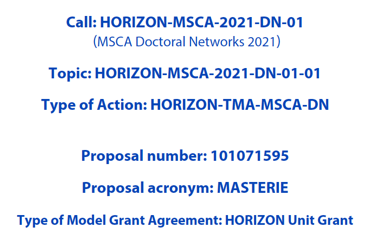 Call: HORIZON-MSCA-2021-DN-01
(MSCA Doctoral Networks 2021)
Topic: HORIZON-MSCA-2021-DN-01-01
Type of Action: HORIZON-TMA-MSCA-DN
Proposal number: 101071595
Proposal acronym: MASTERIE
Type of Model Grant Agreement: HORIZON Unit Grant